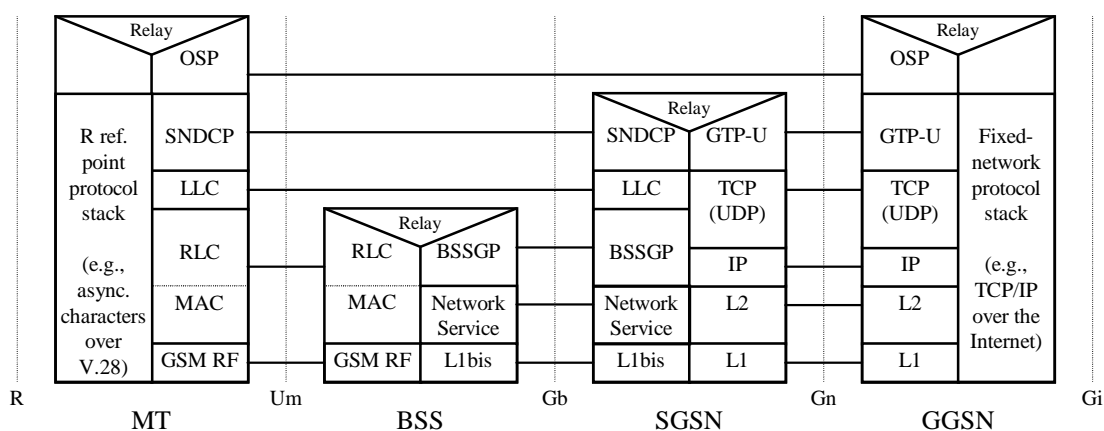 Relay
OSP
R ref.
point
protocol
stack
(e.g.,
async.
characters
over
V.28)
SNDCP
LLC
RLC
MAC
GSM RF
Relay
RLC
MAC
GSM RF
BSSGP
Network
Service
L1bis
Relay
SNDCP
LLC
BSSGP
Network
Service
L1bis
GTP-U
TCP
(UDP)
IP
L2
L1
Relay
OSP
GTP-U
TCP
(UDP)
IP
L2
L1
Fixed-
network
protocol
stack
(e.g.,
TCP/IP
over the
Internet)
R
Um
Gb
Gn
Gi
MT
BSS
SGSN
GGSN